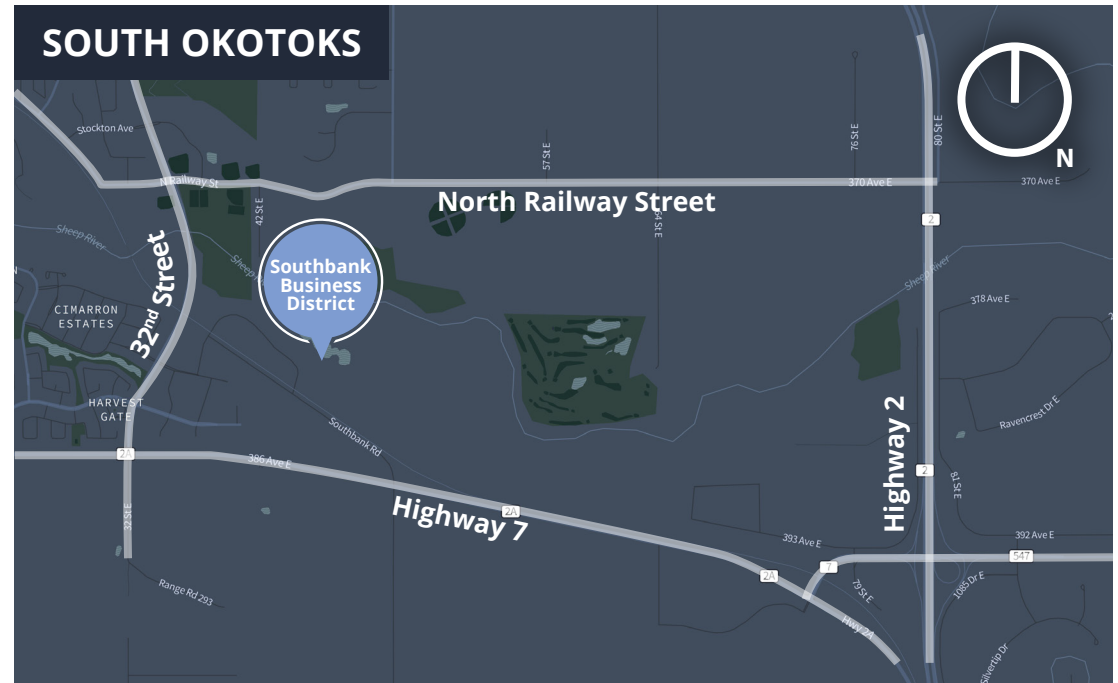 SOUTH OKOTOKS
N
Stockton Ave
57 St E
76 St E
80 St E
N Railway St
370 Ave E
370 Ave E
North Railway Street
42 St E
64 St E
2
Sheep River
Sheep
Southbank
Business
District
Sheep River
32nd Street
CIMARRON
ESTATES
378 Ave E
HARVEST
GATE
Ravencrest Dr E
Southbank Rd
Highway 2
2A
386 Ave E
2
81 St E
Highway 7
2A
32 St E
393 Ave E
392 Ave E
547
7
2A
79 St E
1085 Dr E
Range Rd 293
Hwy 2A
Silvertip Dr